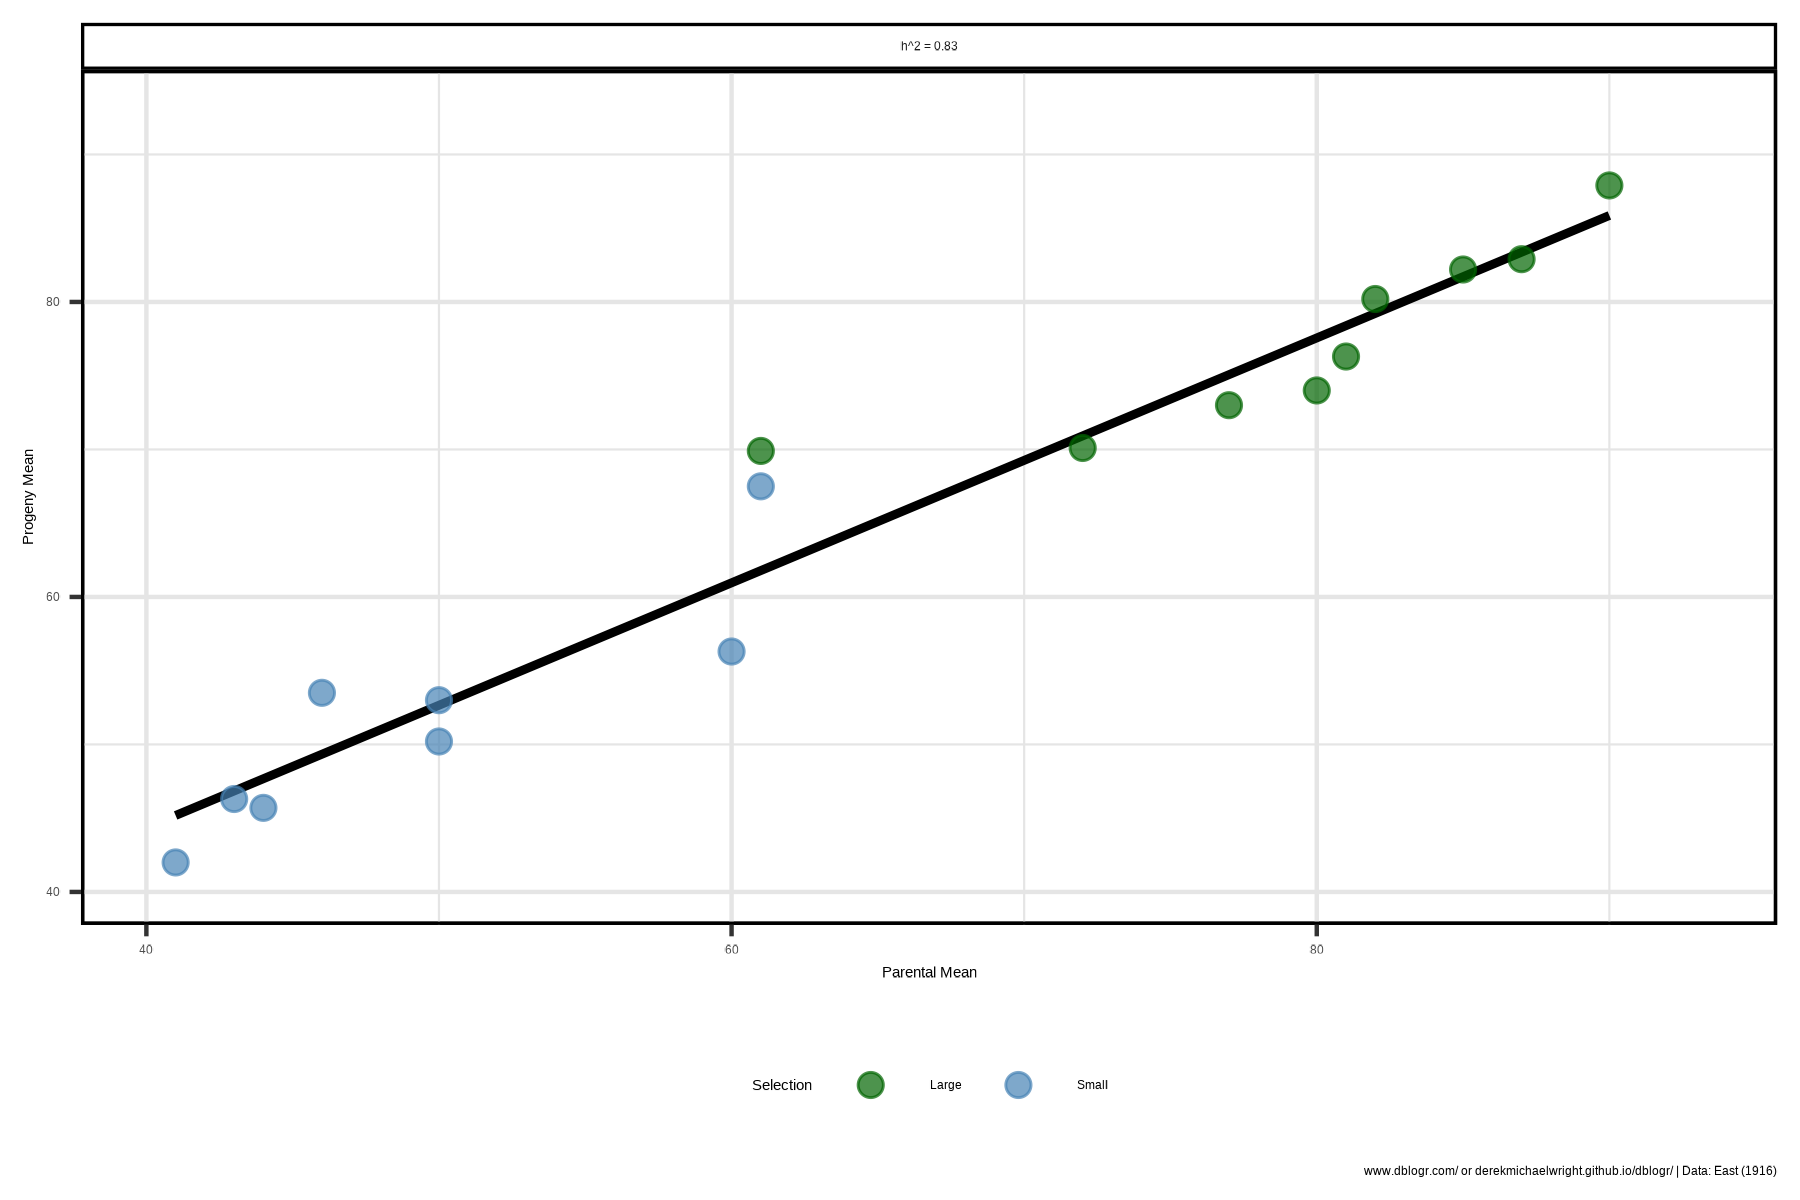 h^2 = 0.83
80
60
40
Progeny Mean
40 60 80
Parental Mean
Selection Large Small
www.dblogr.com/ or derekmichaelwright.github.io/dblogr/ | Data: East (1916)